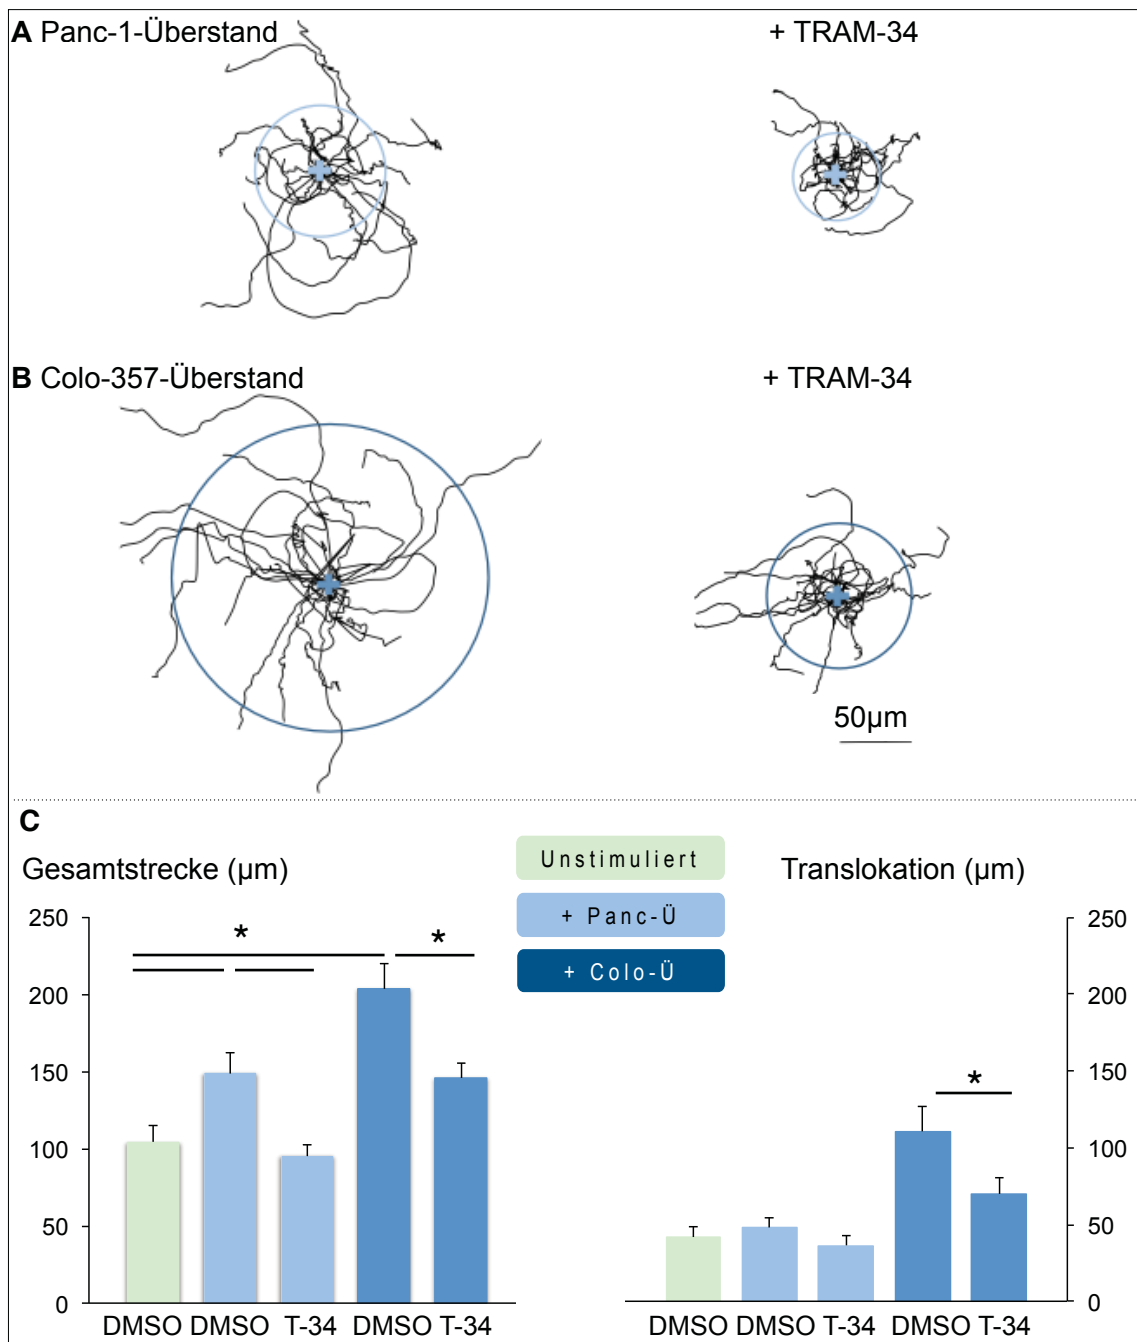 A Panc-1-Überstand
+ TRAM-34
B Colo-357-Überstand
+ TRAM-34
50µm
C
Gesamtstrecke (µm)
Unstimuliert
+ Panc-Ü
+ Colo-Ü
Translokation (µm)
250
200
150
100
50
0
* *
DMSO DMSO T-34 DMSO T-34
*
250
200
150
100
50
0
DMSO DMSO T-34 DMSO T-34